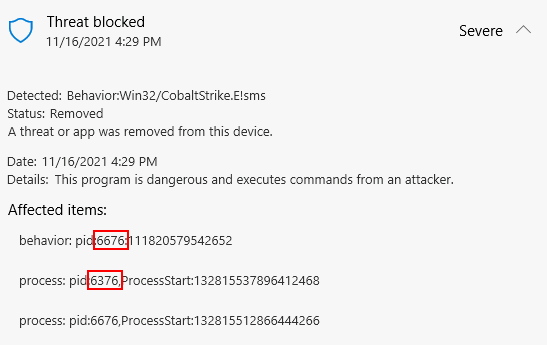 Threat blocked
11/16/2021 4:29 PM
Severe
Detected: Behavior:Win32/CobaltStrike.E!sms
Status: Removed
A threat or app was removed from this device.
Date: 11/16/2021 4:29 PM
Details: This program is dangerous and executes commands from an attacker.
Affected items:
behavior: pid:6676:111820579542652
process: pid:6376,ProcessStart:132815537896412468
process: pid:6676,ProcessStart:132815512866444266